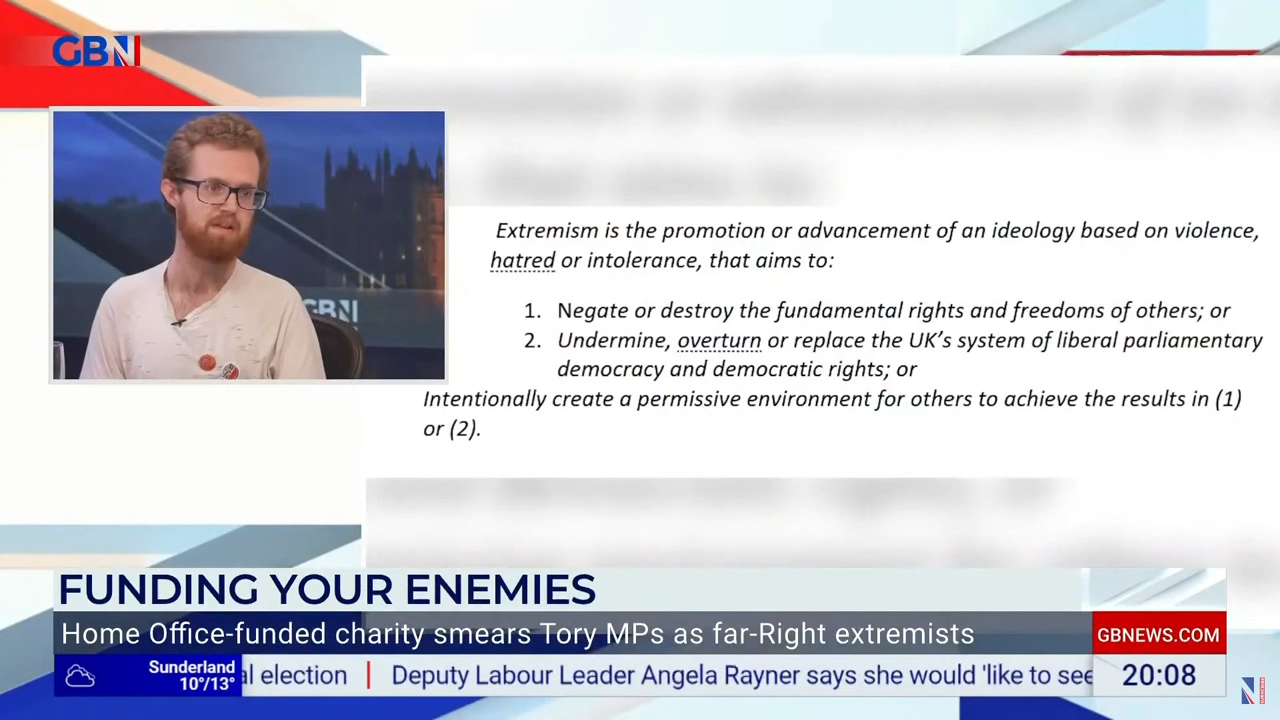 GBN
Extremism is the promotion or advancement of an ideology based on violence,
hatred or intolerance, that aims to:
1. Negate or destroy the fundamental rights and freedoms of others; or
2. Undermine, overturn or replace the UK's system of liberal parliamentary
democracy and democratic rights; or
Intentionally create a permissive environment for others to achieve the results in (1)
or (2).
GBN
FUNDING YOUR ENEMIES
Home Office-funded charity smears Tory MPs as far-Right extremists
GBNEWS.COM
Sunderland
10°/13°
al election | Deputy Labour Leader Angela Rayner says she would 'like to see
20:08
SUBSCRIBE